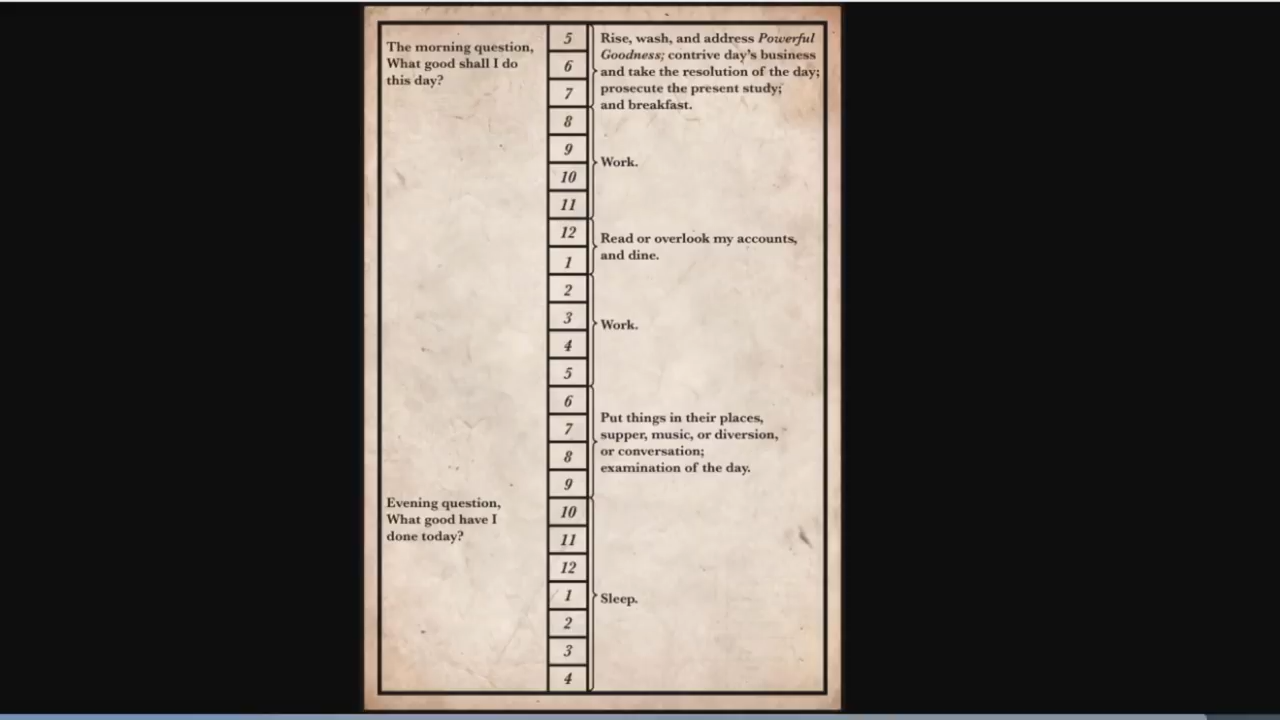 The morning question,
What good shall I do
this day?
5
6
7
8
9
10
11
12
1
2
3
4
5
6
7
8
9
10
11
12
1
2
3
4
Rise, wash, and address Powerful
Goodness; contrive day's business
and take the resolution of the day;
prosecute the present study;
and breakfast.
Work.
Read or overlook my accounts,
and dine.
Work.
Put things in their places,
supper, music, or diversion,
or conversation;
examination of the day.
Sleep.
Evening question,
What good have I
done today?